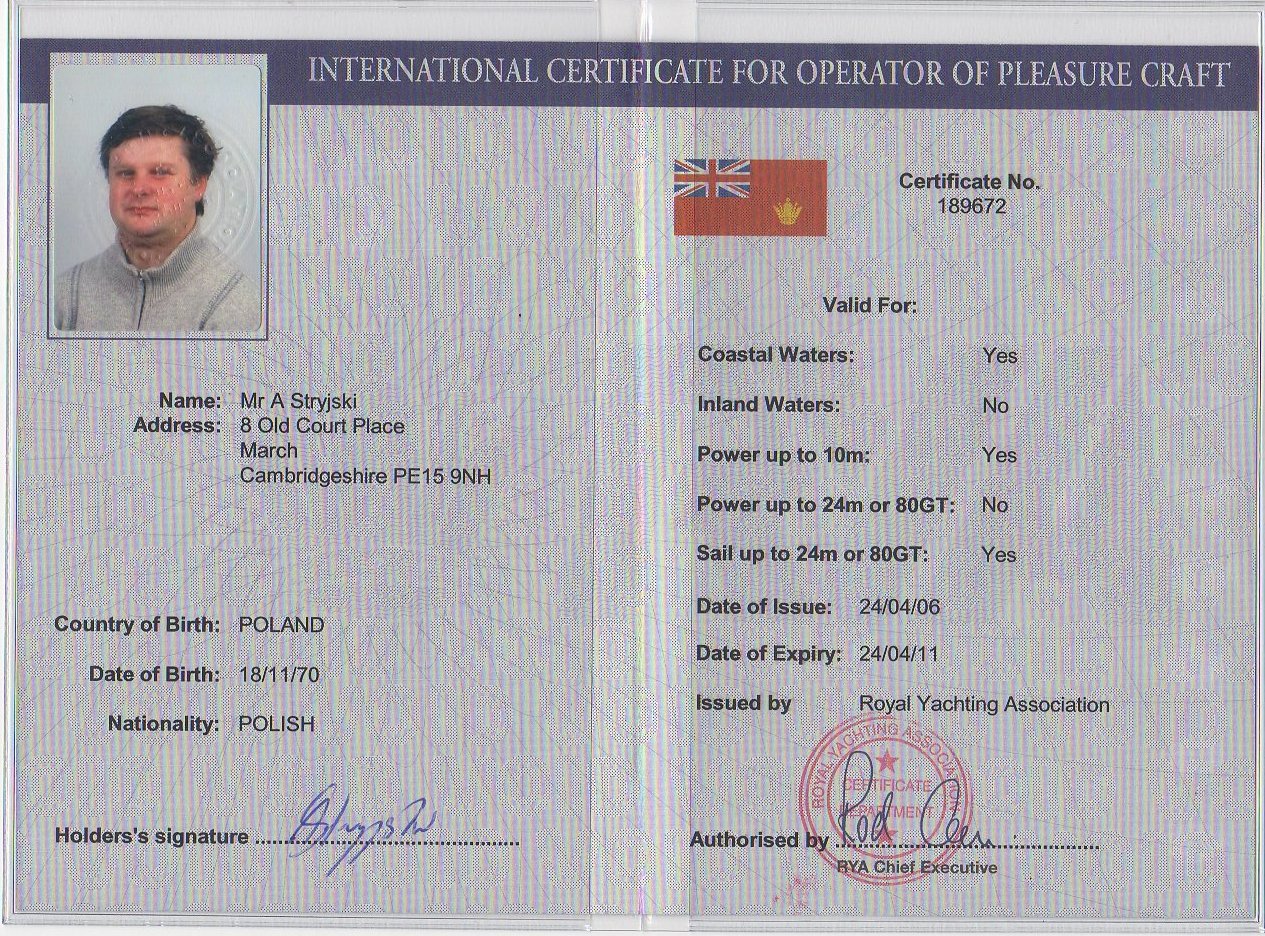 INTERNATIONAL CERTIFICATE FOR OPERATOR OF PLEASURE CRAFT
Name: Mr A Stryjski
Address: 8 Old Court Place
March
Cambridgeshire PE15 9NH
Country of Birth: POLAND
Date of Birth: 18/11/70
Nationality: POLISH
Holders's signature
Certificate No.
189672
Valid For:
Coastal Waters: Yes
Inland Waters: No
Power up to 10m: Yes
Power up to 24m or 80GT: No
Sail up to 24m or 80GT: Yes
Date of Issue: 24/04/06
Date of Expiry: 24/04/11
Issued by Royal Yachting Association
ROYAL YACHTING ASSOCIATION
CERTIFICATE
DEPARTMENT
Authorised by
RYA Chief Executive